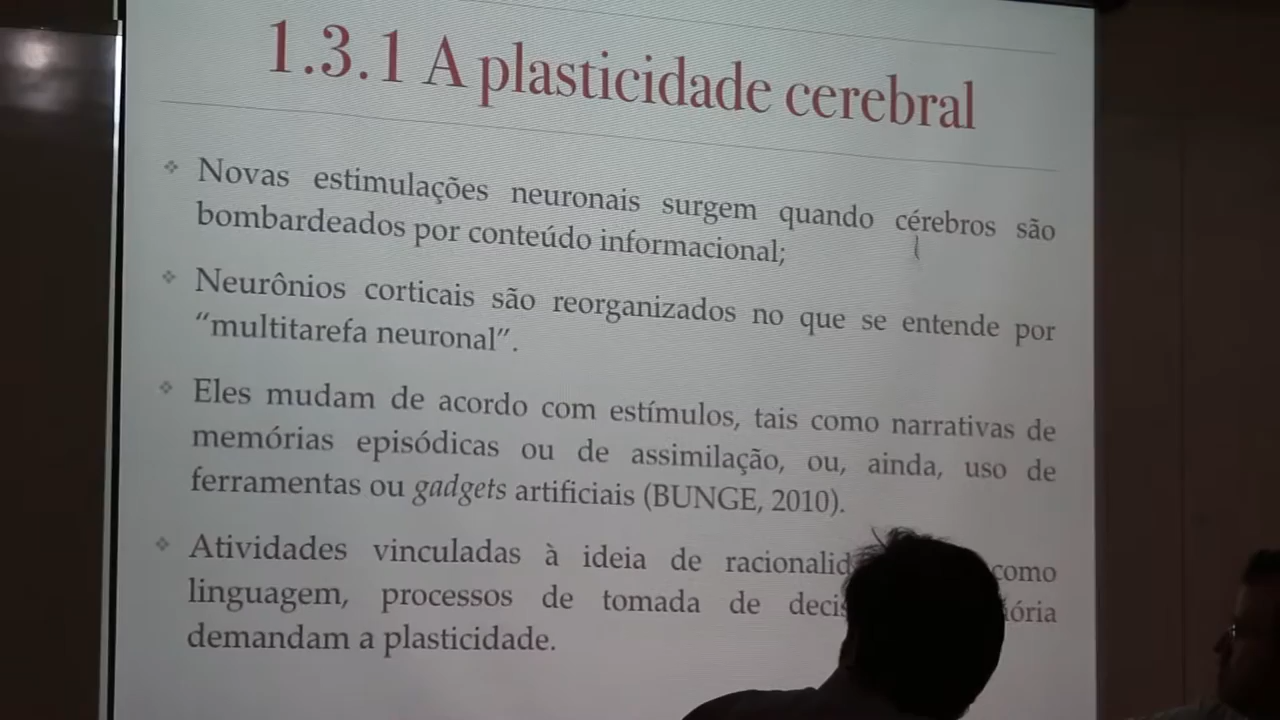 1.3.1 A plasticidade cerebral
Novas estimulações neuronais surgem quando cérebros são
bombardeados por conteúdo informacional;
Neurônios corticais são reorganizados no que se entende por
“multitarefa neuronal”.
Eles mudam de acordo com estímulos, tais como narrativas de
memórias episódicas ou de assimilação, ou, ainda, uso de
ferramentas ou gadgets artificiais (BUNGE, 2010).
Atividades vinculadas à ideia de como
linguagem, processos de tomada de
demandam a plasticidade.